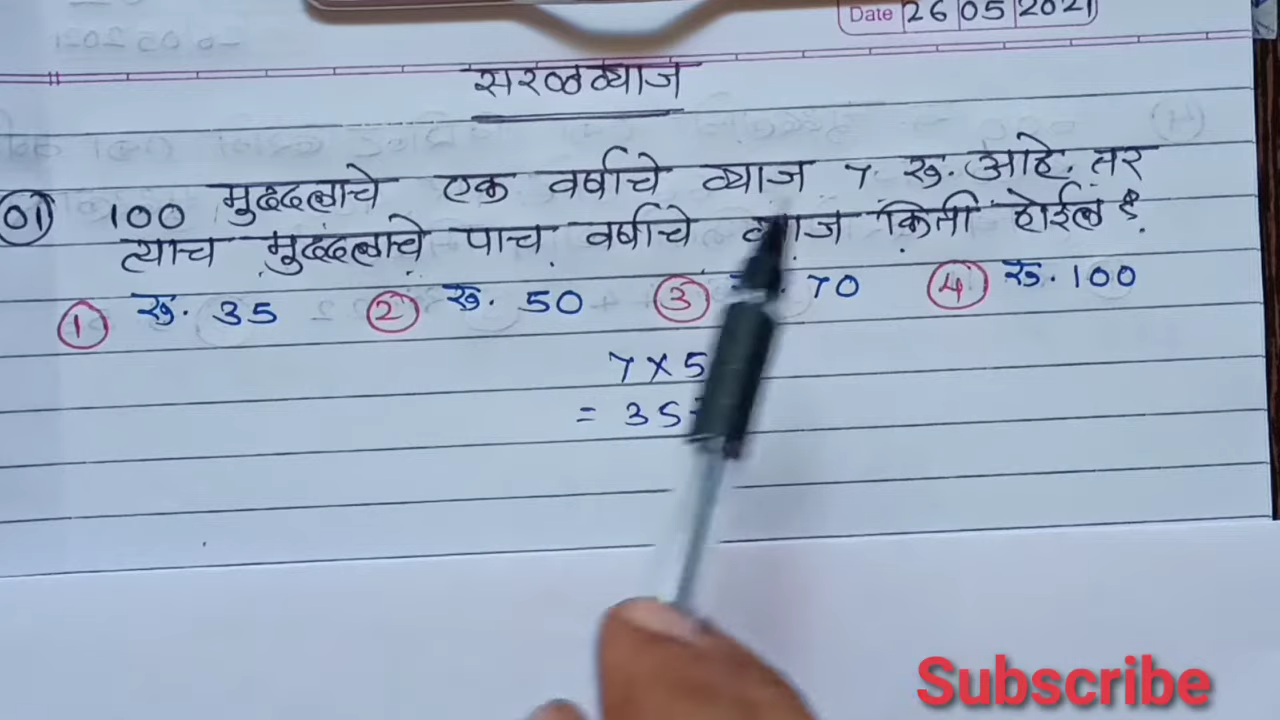 Date 26 05 2021
सरळव्याज
01 100 मुद्दलाचे एक वर्षाचे व्याज 7 रु. आहे. तर
त्याच मुद्दलाचे पाच वर्षाचे व्याज किती होईल ?
1 रु. 35 2 रु. 50 3 70 4 रु. 100
7 x 5
= 35
Subscribe